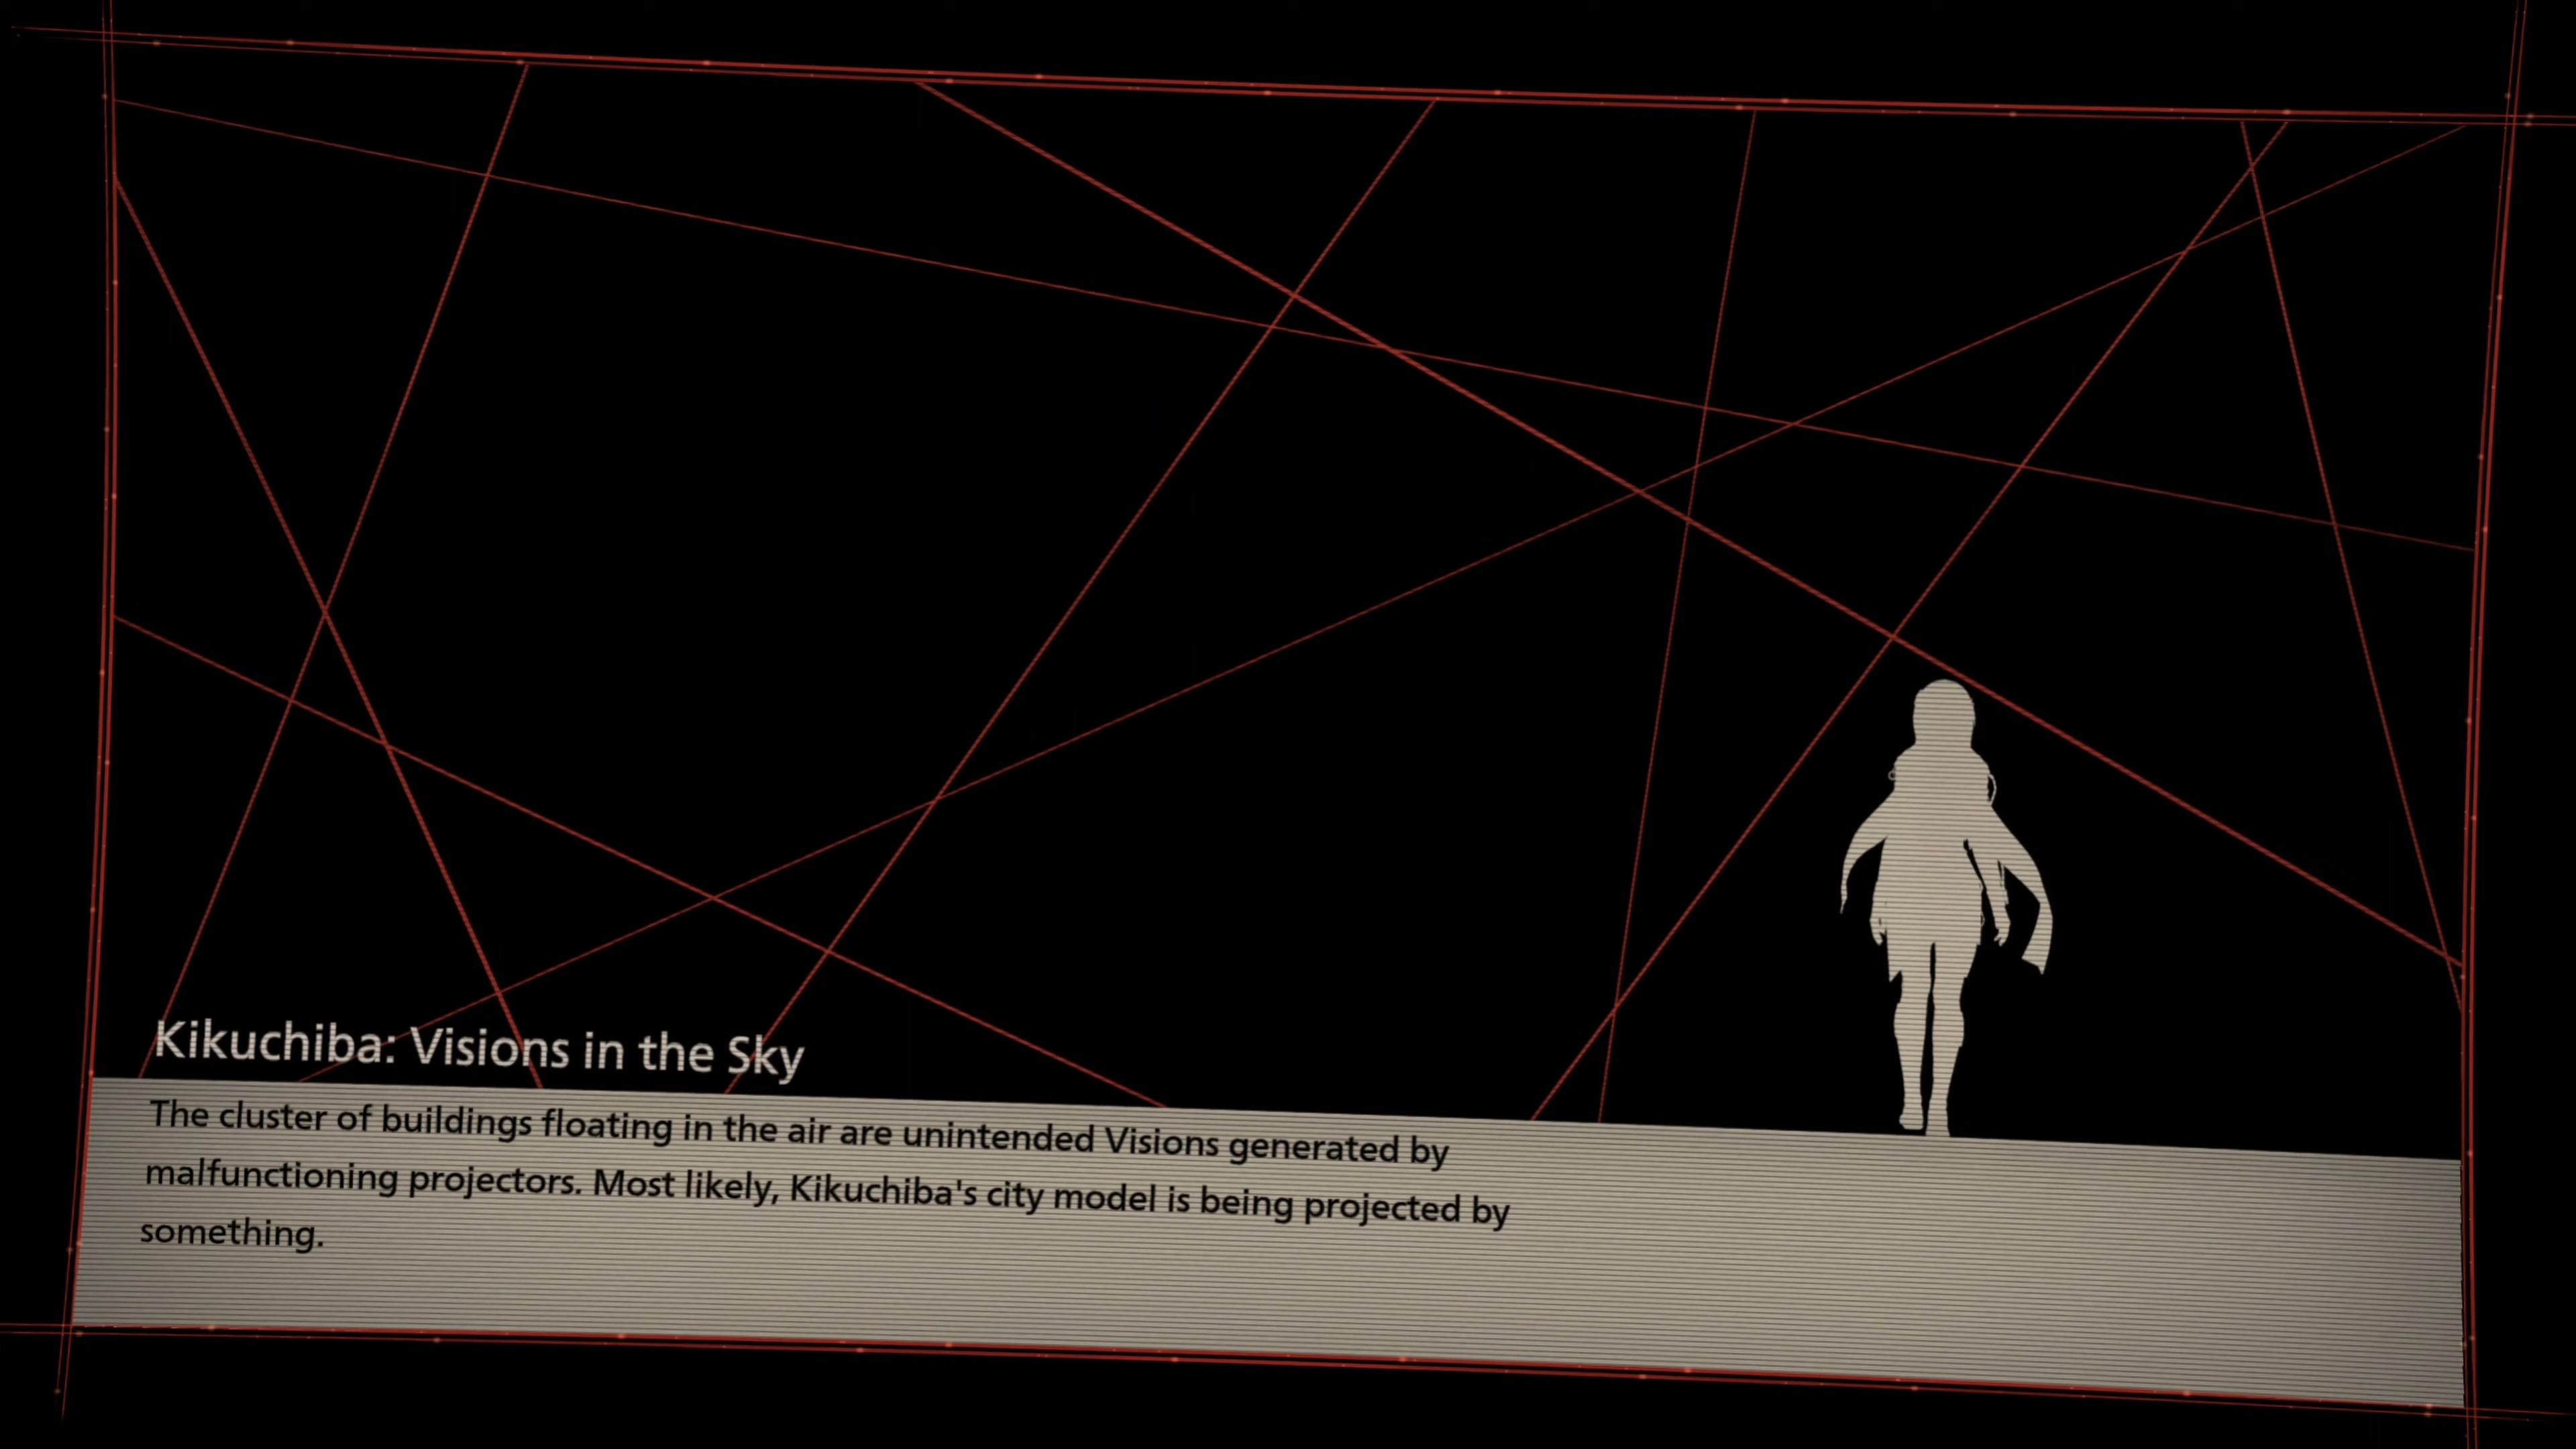 Kikuchiba: Visions in the Sky
The cluster of buildings floating in the air are unintended Visions generated by
malfunctioning projectors. Most likely, Kikuchiba's city model is being projected by
something.